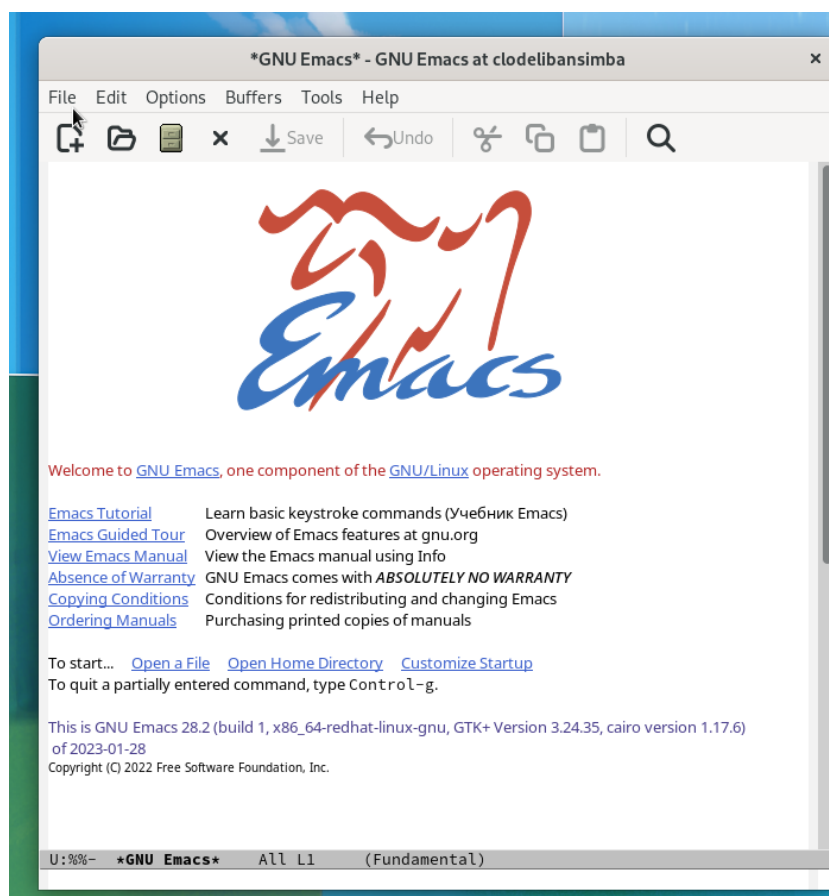 *GNU Emacs* - GNU Emacs at clodelibansimba
File Edit Options Buffers Tools Help
Save Undo
Emacs
Welcome to GNU Emacs, one component of the GNU/Linux operating system.
Emacs Tutorial Learn basic keystroke commands (Учебник Emacs)
Emacs Guided Tour Overview of Emacs features at gnu.org
View Emacs Manual View the Emacs manual using Info
Absence of Warranty GNU Emacs comes with ABSOLUTELY NO WARRANTY
Copying Conditions Conditions for redistributing and changing Emacs
Ordering Manuals Purchasing printed copies of manuals
To start... Open a File Open Home Directory Customize Startup
To quit a partially entered command, type Control-g.
This is GNU Emacs 28.2 (build 1, x86_64-redhat-linux-gnu, GTK+ Version 3.24.35, cairo version 1.17.6)
of 2023-01-28
Copyright (C) 2022 Free Software Foundation, Inc.
U:%%- *GNU Emacs* All L1 (Fundamental)